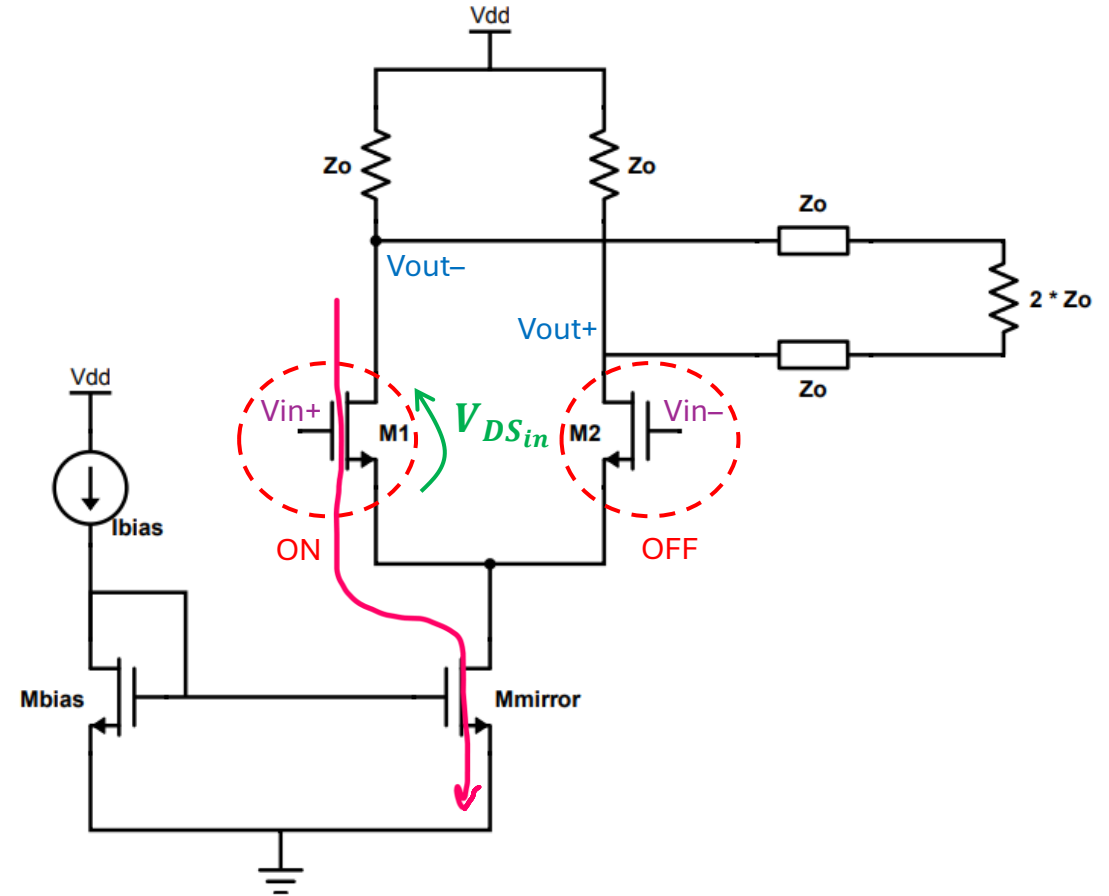 Vdd
Zo
Zo
Zo
Vout–
2 * Zo
Vout+
Zo
Vdd
Vin+
M1
V_DS_in
M2
Vin–
Ibias
ON
OFF
Mbias
Mmirror